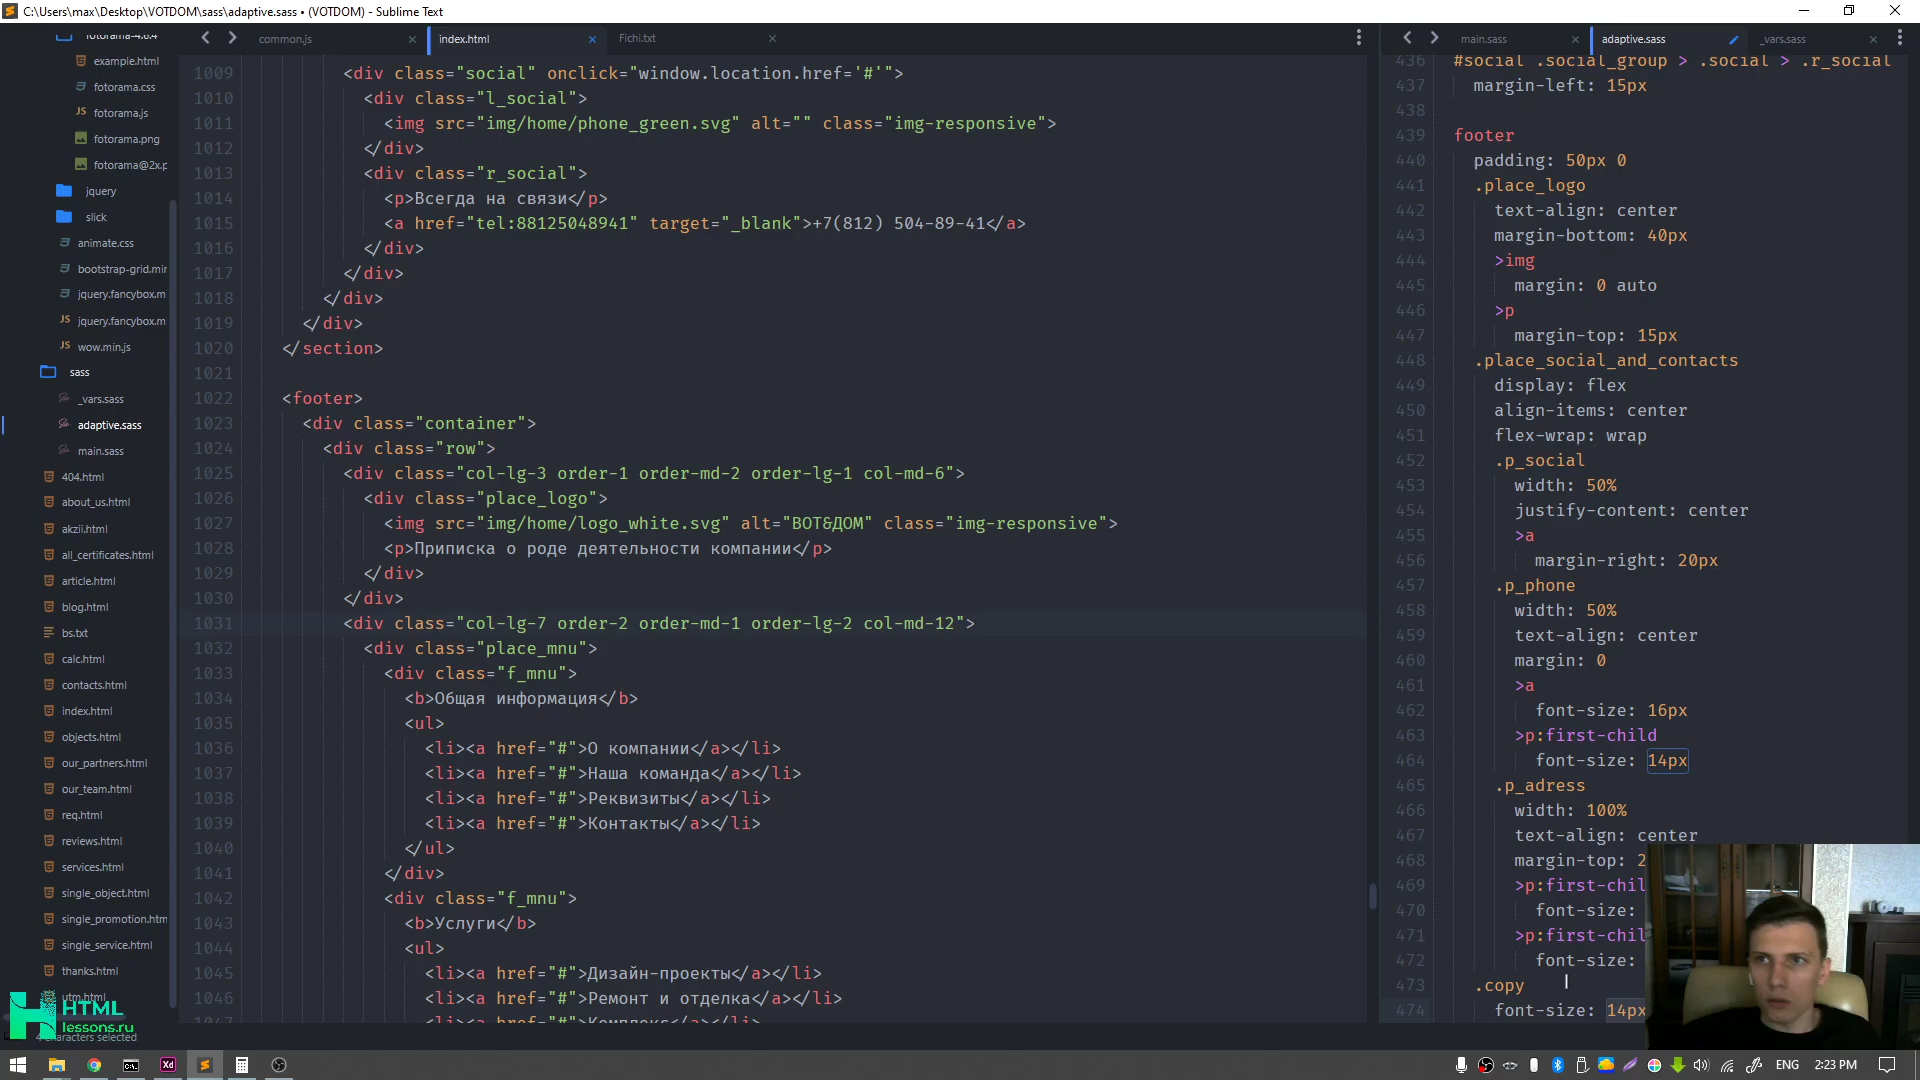 C:\Users\max\Desktop\VOTDOM\sass\adaptive.sass • (VOTDOM) - Sublime Text
fotorama-4.6.4
example.html
fotorama.css
fotorama.js
fotorama.png
fotorama@2x.p
jquery
slick
animate.css
bootstrap-grid.min
jquery.fancybox.m
jquery.fancybox.m
wow.min.js
sass
_vars.sass
adaptive.sass
main.sass
404.html
about_us.html
akzii.html
all_certificates.html
article.html
blog.html
bs.txt
calc.html
contacts.html
index.html
objects.html
our_partners.html
our_team.html
req.html
reviews.html
services.html
single_object.html
single_promotion.htm
single_service.html
thanks.html
utm.html
HTML
lessons.ru
4 characters selected
common.js
index.html
Fichi.txt
1009 <div class="social" onclick="window.location.href='#'">
1010 <div class="l_social">
1011 <img src="img/home/phone_green.svg" alt="" class="img-responsive">
1012 </div>
1013 <div class="r_social">
1014 <p>Всегда на связи</p>
1015 <a href="tel:88125048941" target="_blank">+7(812) 504-89-41</a>
1016 </div>
1017 </div>
1018 </div>
1019 </div>
1020 </section>
1021
1022 <footer>
1023 <div class="container">
1024 <div class="row">
1025 <div class="col-lg-3 order-1 order-md-2 order-lg-1 col-md-6">
1026 <div class="place_logo">
1027 <img src="img/home/logo_white.svg" alt="ВОТ&ДОМ" class="img-responsive">
1028 <p>Приписка о роде деятельности компании</p>
1029 </div>
1030 </div>
1031 <div class="col-lg-7 order-2 order-md-1 order-lg-2 col-md-12">
1032 <div class="place_mnu">
1033 <div class="f_mnu">
1034 <b>Общая информация</b>
1035 <ul>
1036 <li><a href="#">О компании</a></li>
1037 <li><a href="#">Наша команда</a></li>
1038 <li><a href="#">Реквизиты</a></li>
1039 <li><a href="#">Контакты</a></li>
1040 </ul>
1041 </div>
1042 <div class="f_mnu">
1043 <b>Услуги</b>
1044 <ul>
1045 <li><a href="#">Дизайн-проекты</a></li>
1046 <li><a href="#">Ремонт и отделка</a></li>
1047 <li><a href="#">Комплекс</a></li>
main.sass
adaptive.sass
_vars.sass
436 #social .social_group > .social > .r_social
437 margin-left: 15px
438
439 footer
440 padding: 50px 0
441 .place_logo
442 text-align: center
443 margin-bottom: 40px
444 >img
445 margin: 0 auto
446 >p
447 margin-top: 15px
448 .place_social_and_contacts
449 display: flex
450 align-items: center
451 flex-wrap: wrap
452 .p_social
453 width: 50%
454 justify-content: center
455 >a
456 margin-right: 20px
457 .p_phone
458 width: 50%
459 text-align: center
460 margin: 0
461 >a
462 font-size: 16px
463 >p:first-child
464 font-size: 14px
465 .p_adress
466 width: 100%
467 text-align: center
468 margin-top: 2
469 >p:first-chil
470 font-size:
471 >p:first-chil
472 font-size:
473 .copy
474 font-size: 14px
ENG
2:23 PM